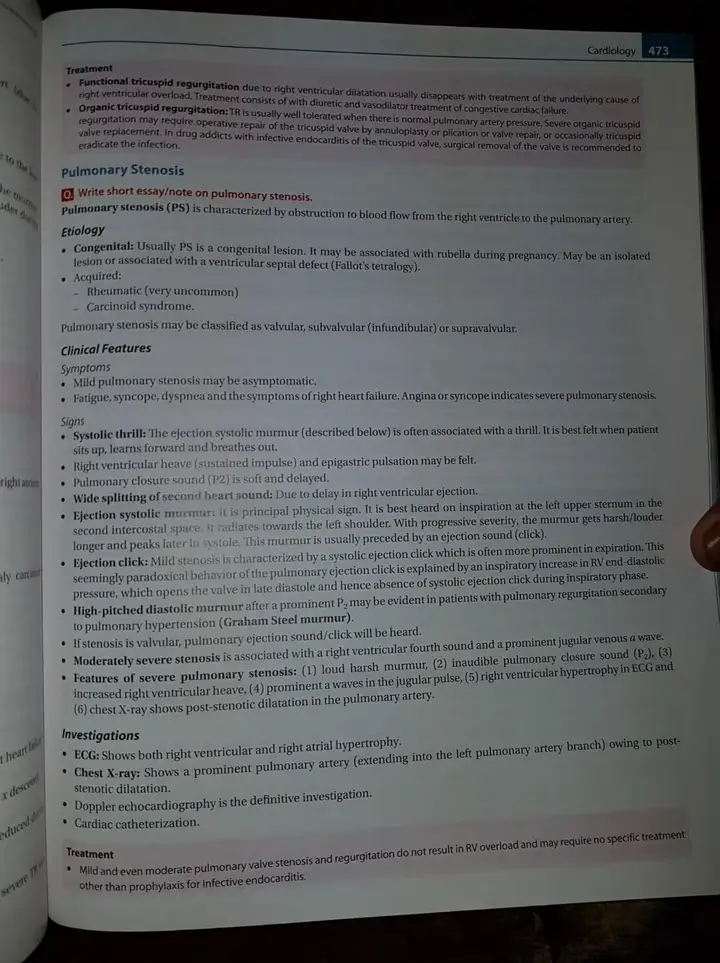 Cardiology 473
Treatment
• Functional tricuspid regurgitation due to right ventricular dilatation usually disappears with treatment of the underlying cause of
right ventricular overload. Treatment consists of with diuretic and vasodilator treatment of congestive cardiac failure.
• Organic tricuspid regurgitation: TR is usually well tolerated when there is normal pulmonary artery pressure. Severe organic tricuspid
regurgitation may require operative repair of the tricuspid valve by annuloplasty or plication or valve repair, or occasionally tricuspid
valve replacement. In drug addicts with infective endocarditis of the tricuspid valve, surgical removal of the valve is recommended to
eradicate the infection.
Pulmonary Stenosis
Q. Write short essay/note on pulmonary stenosis.
Pulmonary stenosis (PS) is characterized by obstruction to blood flow from the right ventricle to the pulmonary artery.
Etiology
• Congenital: Usually PS is a congenital lesion. It may be associated with rubella during pregnancy. May be an isolated
lesion or associated with a ventricular septal defect (Fallot's tetralogy).
• Acquired:
– Rheumatic (very uncommon)
– Carcinoid syndrome.
Pulmonary stenosis may be classified as valvular, subvalvular (infundibular) or supravalvular.
Clinical Features
Symptoms
• Mild pulmonary stenosis may be asymptomatic.
• Fatigue, syncope, dyspnea and the symptoms of right heart failure. Angina or syncope indicates severe pulmonary stenosis.
Signs
• Systolic thrill: The ejection systolic murmur (described below) is often associated with a thrill. It is best felt when patient
sits up, learns forward and breathes out.
• Right ventricular heave (sustained impulse) and epigastric pulsation may be felt.
• Pulmonary closure sound (P2) is soft and delayed.
• Wide splitting of second heart sound: Due to delay in right ventricular ejection.
• Ejection systolic murmur: It is principal physical sign. It is best heard on inspiration at the left upper sternum in the
second intercostal space. It radiates towards the left shoulder. With progressive severity, the murmur gets harsh/louder
longer and peaks later in systole. This murmur is usually preceded by an ejection sound (click).
• Ejection click: Mild stenosis is characterized by a systolic ejection click which is often more prominent in expiration. This
seemingly paradoxical behavior of the pulmonary ejection click is explained by an inspiratory increase in RV end-diastolic
pressure, which opens the valve in late diastole and hence absence of systolic ejection click during inspiratory phase.
• High-pitched diastolic murmur after a prominent P₂ may be evident in patients with pulmonary regurgitation secondary
to pulmonary hypertension (Graham Steel murmur).
• If stenosis is valvular, pulmonary ejection sound/click will be heard.
• Moderately severe stenosis is associated with a right ventricular fourth sound and a prominent jugular venous a wave.
• Features of severe pulmonary stenosis: (1) loud harsh murmur, (2) inaudible pulmonary closure sound (P₂), (3)
increased right ventricular heave, (4) prominent a waves in the jugular pulse, (5) right ventricular hypertrophy in ECG and
(6) chest X-ray shows post-stenotic dilatation in the pulmonary artery.
Investigations
• ECG: Shows both right ventricular and right atrial hypertrophy.
• Chest X-ray: Shows a prominent pulmonary artery (extending into the left pulmonary artery branch) owing to post-
stenotic dilatation.
• Doppler echocardiography is the definitive investigation.
• Cardiac catheterization.
Treatment
• Mild and even moderate pulmonary valve stenosis and regurgitation do not result in RV overload and may require no specific treatment
other than prophylaxis for infective endocarditis.